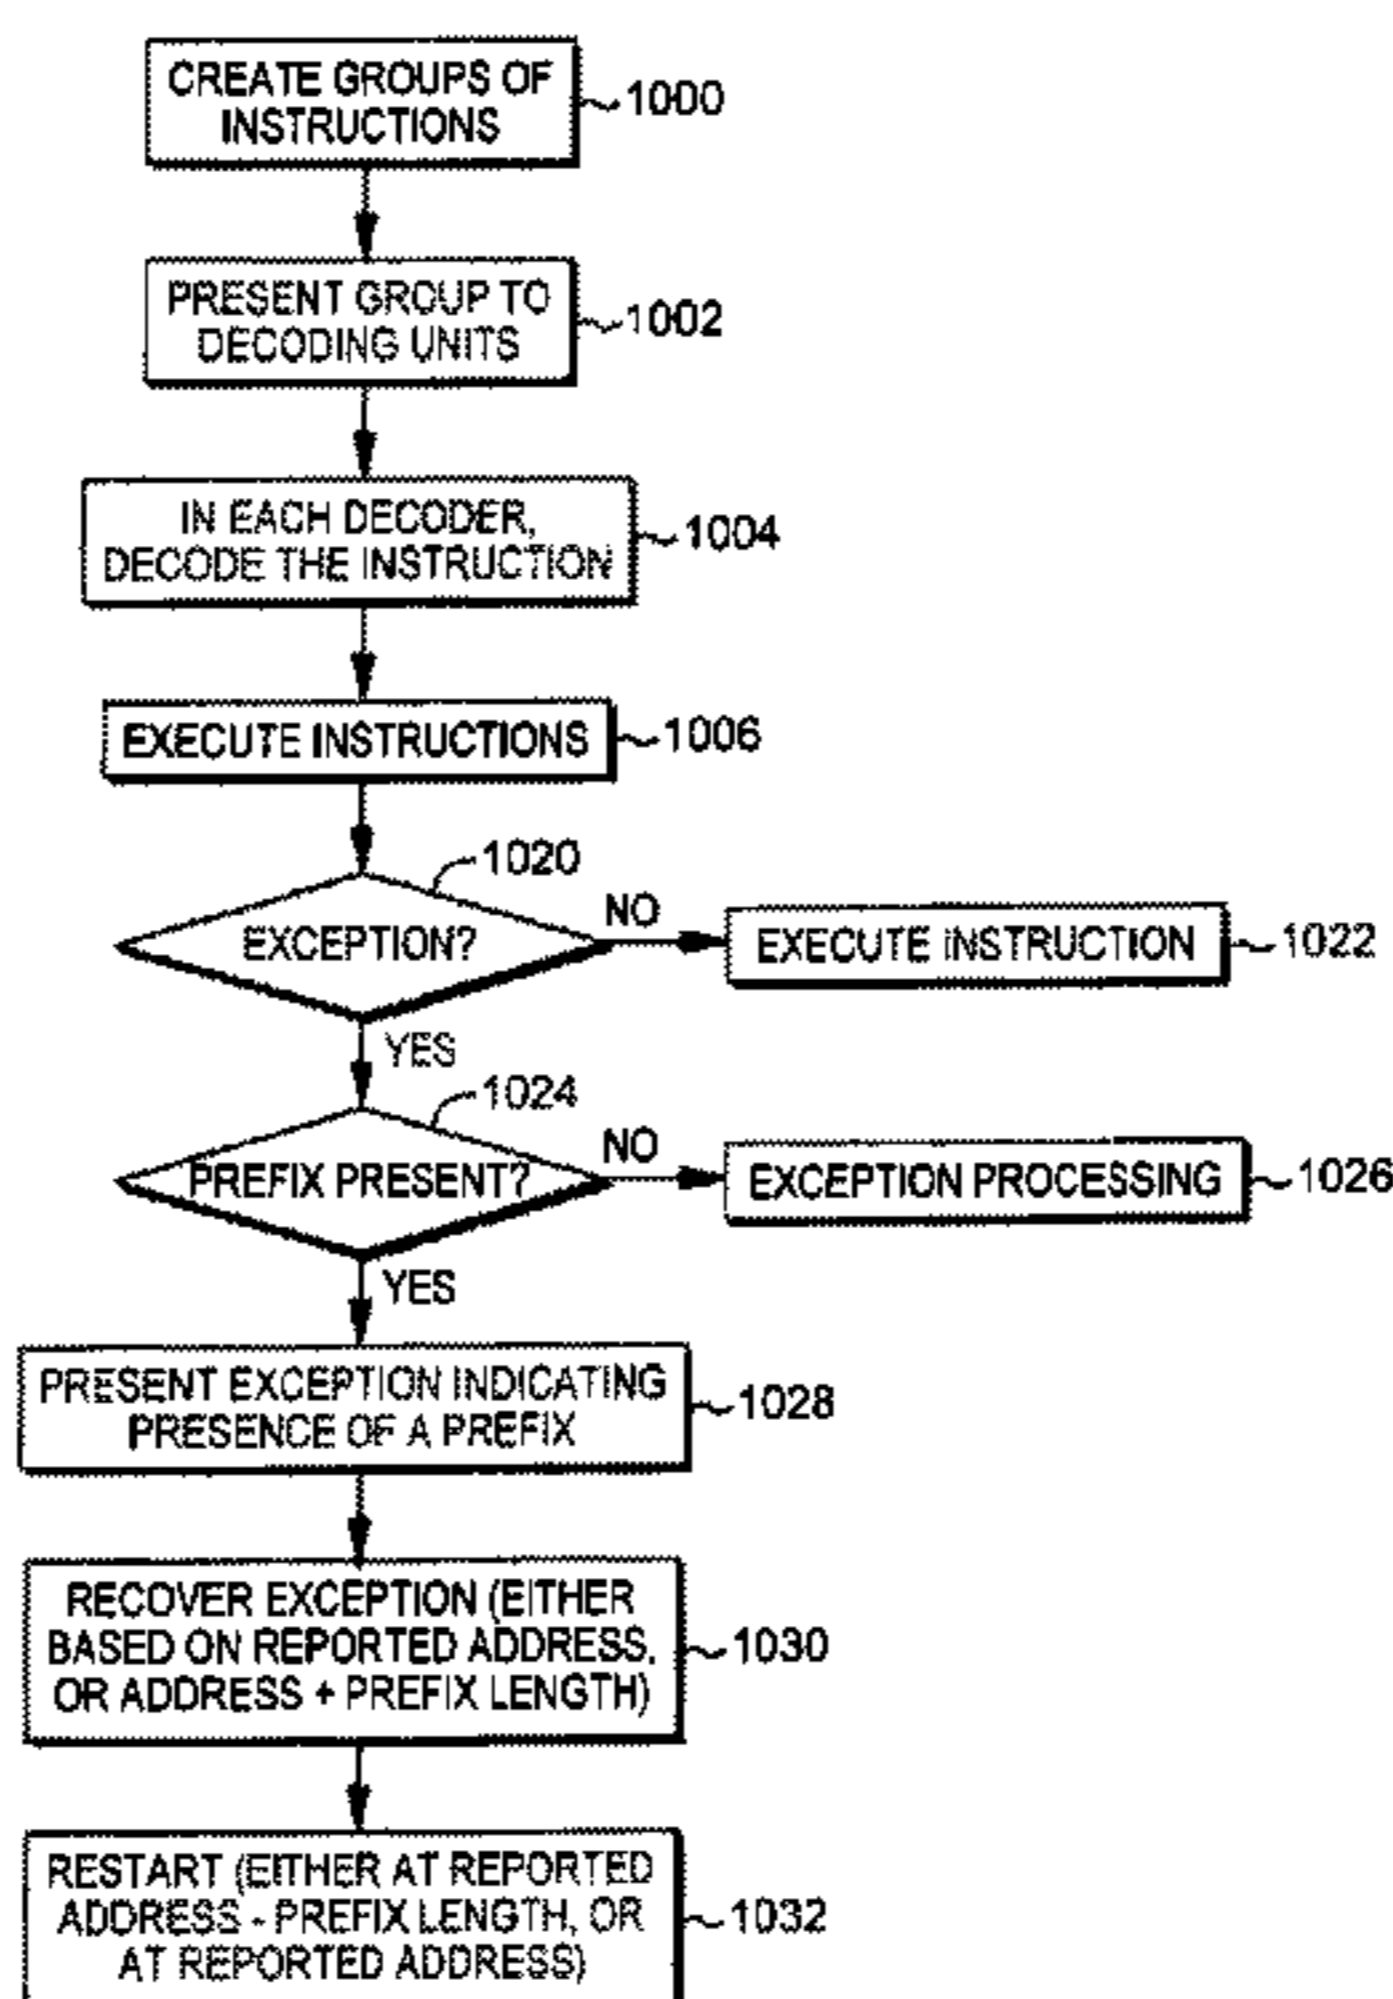 CREATE GROUPS OF
INSTRUCTIONS
1000
PRESENT GROUP TO
DECODING UNITS
1002
IN EACH DECODER,
DECODE THE INSTRUCTION
1004
EXECUTE INSTRUCTIONS
1006
1020
EXCEPTION?
NO
EXECUTE INSTRUCTION
1022
YES
1024
PREFIX PRESENT?
NO
EXCEPTION PROCESSING
1026
YES
PRESENT EXCEPTION INDICATING
PRESENCE OF A PREFIX
1028
RECOVER EXCEPTION (EITHER
BASED ON REPORTED ADDRESS,
OR ADDRESS + PREFIX LENGTH)
1030
RESTART (EITHER AT REPORTED
ADDRESS - PREFIX LENGTH, OR
AT REPORTED ADDRESS)
1032